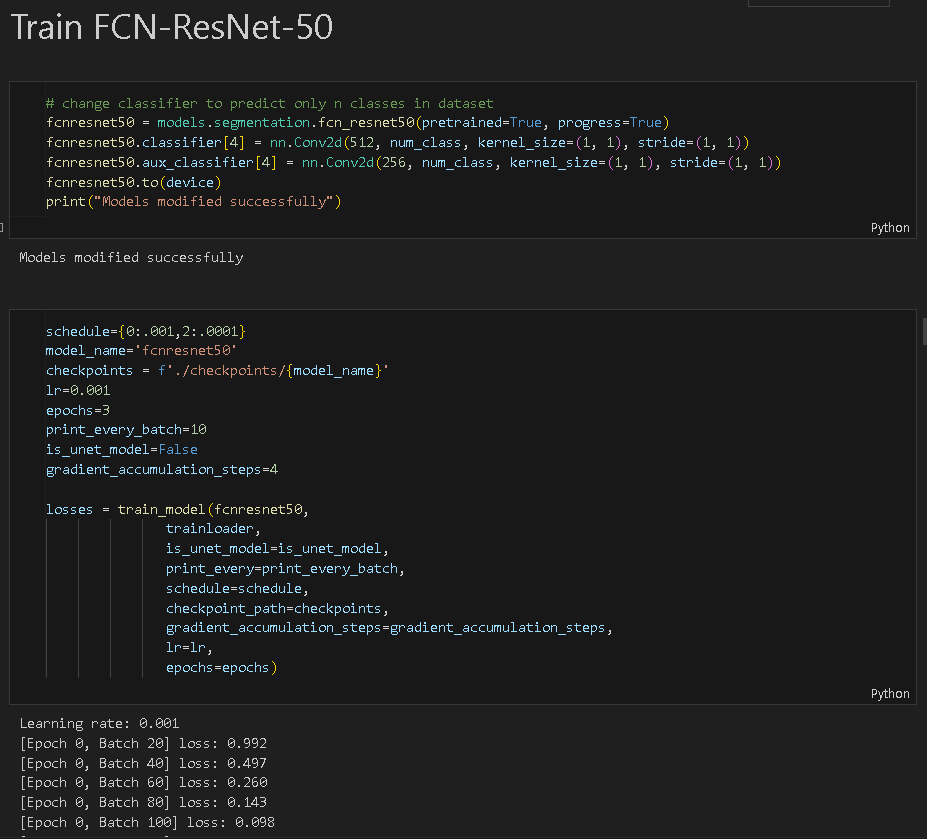 Train FCN-ResNet-50
# change classifier to predict only n classes in dataset
fcnresnet50 = models.segmentation.fcn_resnet50(pretrained=True, progress=True)
fcnresnet50.classifier[4] = nn.Conv2d(512, num_class, kernel_size=(1, 1), stride=(1, 1))
fcnresnet50.aux_classifier[4] = nn.Conv2d(256, num_class, kernel_size=(1, 1), stride=(1, 1))
fcnresnet50.to(device)
print("Models modified successfully")
Python
Models modified successfully
schedule={0:.001,2:.0001}
model_name='fcnresnet50'
checkpoints = f'./checkpoints/{model_name}'
lr=0.001
epochs=3
print_every_batch=10
is_unet_model=False
gradient_accumulation_steps=4
losses = train_model(fcnresnet50,
trainloader,
is_unet_model=is_unet_model,
print_every=print_every_batch,
schedule=schedule,
checkpoint_path=checkpoints,
gradient_accumulation_steps=gradient_accumulation_steps,
lr=lr,
epochs=epochs)
Python
Learning rate: 0.001
[Epoch 0, Batch 20] loss: 0.992
[Epoch 0, Batch 40] loss: 0.497
[Epoch 0, Batch 60] loss: 0.260
[Epoch 0, Batch 80] loss: 0.143
[Epoch 0, Batch 100] loss: 0.098